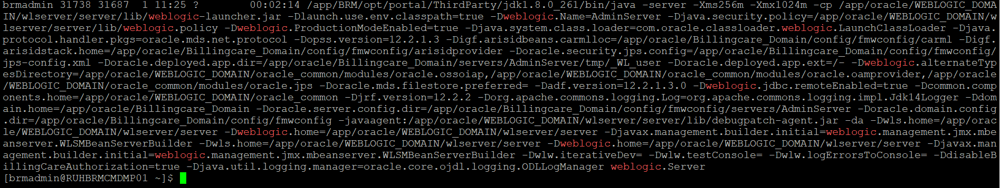 brmadmin 31738 31687  1 11:25 ?        00:02:14 /app/BRM/opt/portal/ThirdParty/jdk1.8.0_261/bin/java -server -Xms256m -Xmx1024m -cp /app/oracle/WEBLOGIC_DOMA
IN/wlserver/server/lib/weblogic-launcher.jar -Dlaunch.use.env.classpath=true -Dweblogic.Name=AdminServer -Djava.security.policy=/app/oracle/WEBLOGIC_DOMAIN/w
lserver/server/lib/weblogic.policy -Dweblogic.ProductionModeEnabled=true -Djava.system.class.loader=com.oracle.classloader.weblogic.LaunchClassLoader -Djava.
protocol.handler.pkgs=oracle.mds.net.protocol -Dopss.version=12.2.1.3 -Digf.arisidbeans.carmlloc=/app/oracle/Billingcare_Domain/config/fmwconfig/carml -Digf.
arisidstack.home=/app/oracle/Billingcare_Domain/config/fmwconfig/arisidprovider -Doracle.security.jps.config=/app/oracle/Billingcare_Domain/config/fmwconfig/
jps-config.xml -Doracle.deployed.app.dir=/app/oracle/Billingcare_Domain/servers/AdminServer/tmp/_WL_user -Doracle.deployed.app.ext=/- -Dweblogic.alternateTyp
esDirectory=/app/oracle/WEBLOGIC_DOMAIN/oracle_common/modules/oracle.ossoiap,/app/oracle/WEBLOGIC_DOMAIN/oracle_common/modules/oracle.oamprovider,/app/oracle
/WEBLOGIC_DOMAIN/oracle_common/modules/oracle.jps -Doracle.mds.filestore.preferred= -Dadf.version=12.2.1.3.0 -Dweblogic.jdbc.remoteEnabled=true -Dcommon.comp
onents.home=/app/oracle/WEBLOGIC_DOMAIN/oracle_common -Djrf.version=12.2.2 -Dorg.apache.commons.logging.Log=org.apache.commons.logging.impl.Jdk14Logger -Ddom
ain.home=/app/oracle/Billingcare_Domain -Doracle.server.config.dir=/app/oracle/Billingcare_Domain/config/fmwconfig/servers/AdminServer -Doracle.domain.config
.dir=/app/oracle/Billingcare_Domain/config/fmwconfig -javaagent:/app/oracle/WEBLOGIC_DOMAIN/wlserver/server/lib/debugpatch-agent.jar -da -Dwls.home=/app/orac
le/WEBLOGIC_DOMAIN/wlserver/server -Dweblogic.home=/app/oracle/WEBLOGIC_DOMAIN/wlserver/server -Djavax.management.builder.initial=weblogic.management.jmx.mbe
anserver.WLSMBeanServerBuilder -Dwls.home=/app/oracle/WEBLOGIC_DOMAIN/wlserver/server -Dweblogic.home=/app/oracle/WEBLOGIC_DOMAIN/wlserver/server -Djavax.man
agement.builder.initial=weblogic.management.jmx.mbeanserver.WLSMBeanServerBuilder -Dwlw.iterativeDev= -Dwlw.testConsole= -Dwlw.logErrorsToConsole= -DdisableB
illingCareAuthorization=true -Djava.util.logging.manager=oracle.core.ojdl.logging.ODLLogManager weblogic.Server
[brmadmin@RUHBRMCMDMP01 ~]$